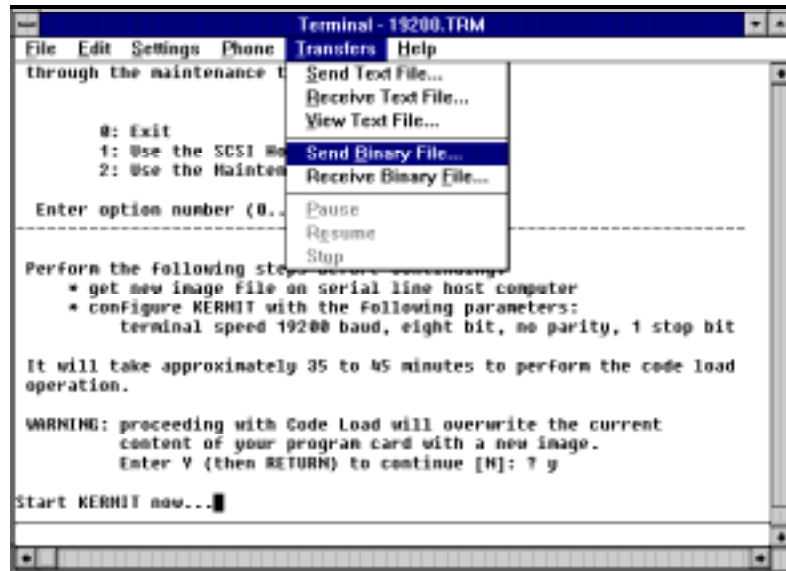 Terminal - 19200.TRM
File Edit Settings Phone Transfers Help
Send Text File...
Receive Text File...
View Text File...
Send Binary File...
Receive Binary File...
Pause
Resume
Stop
through the maintenance t
0: Exit
1: Use the SCSI Ho
2: Use the Mainten
Enter option number (0..
Perform the following steps before continuing:
* get new image file on serial line host computer
* configure KERMIT with the following parameters:
terminal speed 19200 baud, eight bit, no parity, 1 stop bit
It will take approximately 35 to 45 minutes to perform the code load
operation.
WARNING: proceeding with Code Load will overwrite the current
content of your program card with a new image.
Enter Y (then RETURN) to continue [N]: ? y
Start KERMIT now...